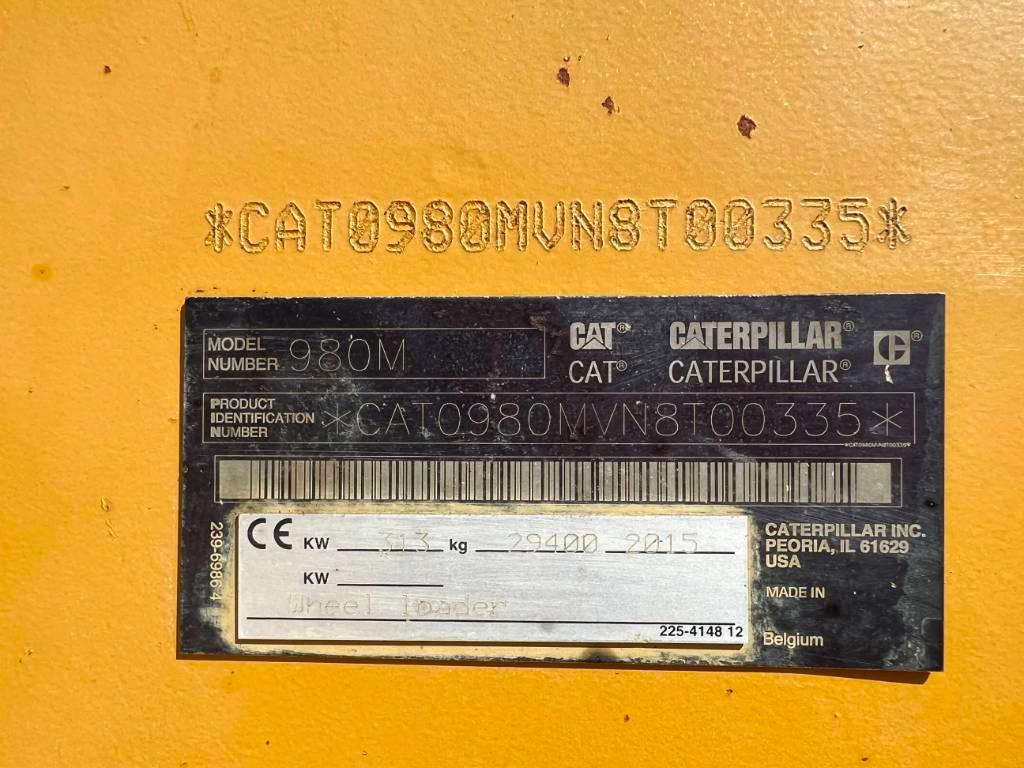 *CAT0980MVN8T00335*
MODEL NUMBER 980M
CAT® CATERPILLAR®
CAT® CATERPILLAR®
PRODUCT IDENTIFICATION NUMBER *CAT0980MVN8T00335*
*CAT0980MVN8T00335*
239-6986 4
CE KW 313 kg 29400 2015
KW
Wheel loader
225-4148 12
CATERPILLAR INC.
PEORIA, IL 61629
USA
MADE IN
Belgium